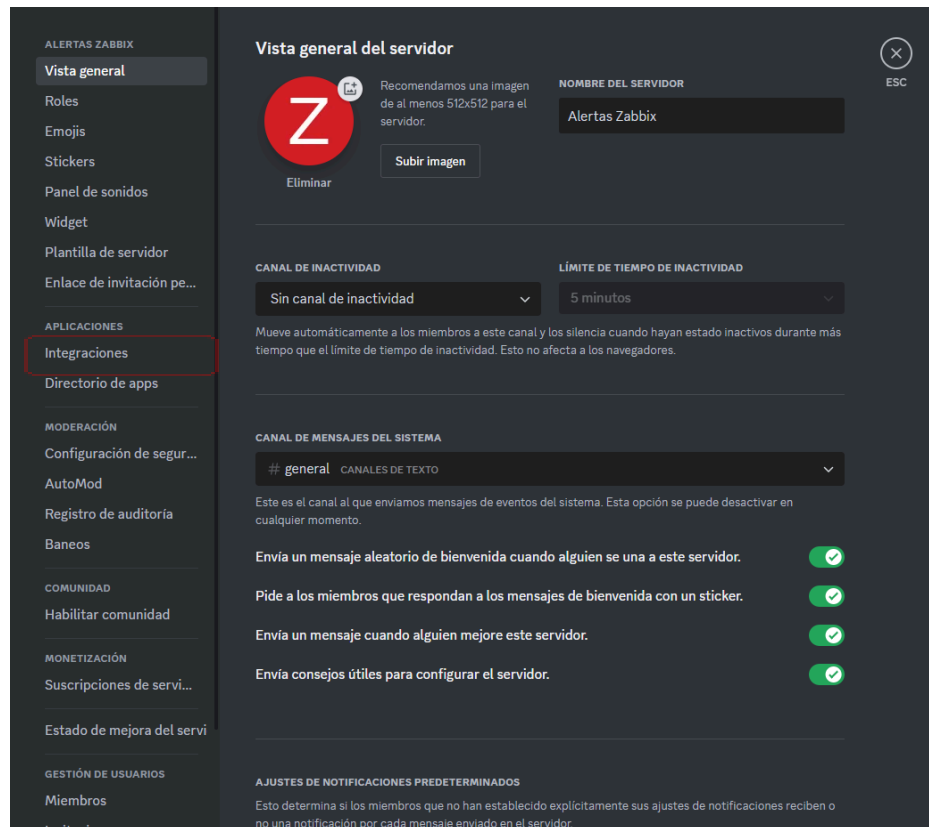 ALERTAS ZABBIX
Vista general
Roles
Emojis
Stickers
Panel de sonidos
Widget
Plantilla de servidor
Enlace de invitación pe...
APLICACIONES
Integraciones
Directorio de apps
MODERACIÓN
Configuración de segur...
AutoMod
Registro de auditoría
Baneos
COMUNIDAD
Habilitar comunidad
MONETIZACIÓN
Suscripciones de servi...
Estado de mejora del servi
GESTIÓN DE USUARIOS
Miembros
Vista general del servidor
Z
Eliminar
Recomendamos una imagen
de al menos 512x512 para el
servidor.
Subir imagen
NOMBRE DEL SERVIDOR
Alertas Zabbix
ESC
CANAL DE INACTIVIDAD
Sin canal de inactividad
LÍMITE DE TIEMPO DE INACTIVIDAD
5 minutos
Mueve automáticamente a los miembros a este canal y los silencia cuando hayan estado inactivos durante más
tiempo que el límite de tiempo de inactividad. Esto no afecta a los navegadores.
CANAL DE MENSAJES DEL SISTEMA
# general CANALES DE TEXTO
Este es el canal al que enviamos mensajes de eventos del sistema. Esta opción se puede desactivar en
cualquier momento.
Envía un mensaje aleatorio de bienvenida cuando alguien se una a este servidor.
Pide a los miembros que respondan a los mensajes de bienvenida con un sticker.
Envía un mensaje cuando alguien mejore este servidor.
Envía consejos útiles para configurar el servidor.
AJUSTES DE NOTIFICACIONES PREDETERMINADOS
Esto determina si los miembros que no han establecido explícitamente sus ajustes de notificaciones reciben o
no una notificación por cada mensaje enviado en el servidor.